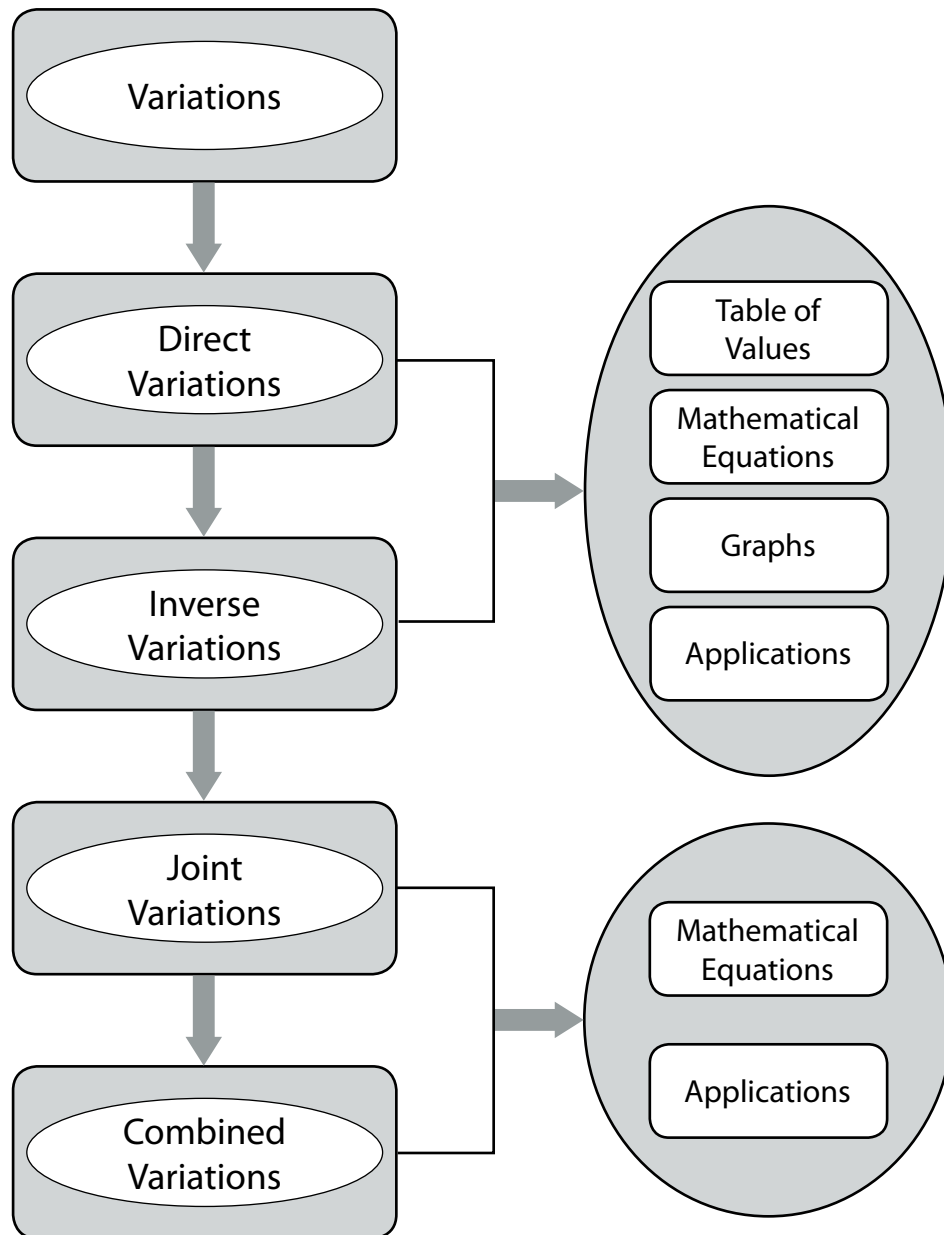 Variations
Direct
Variations
Inverse
Variations
Table of
Values
Mathematical
Equations
Graphs
Applications
Joint
Variations
Combined
Variations
Mathematical
Equations
Applications